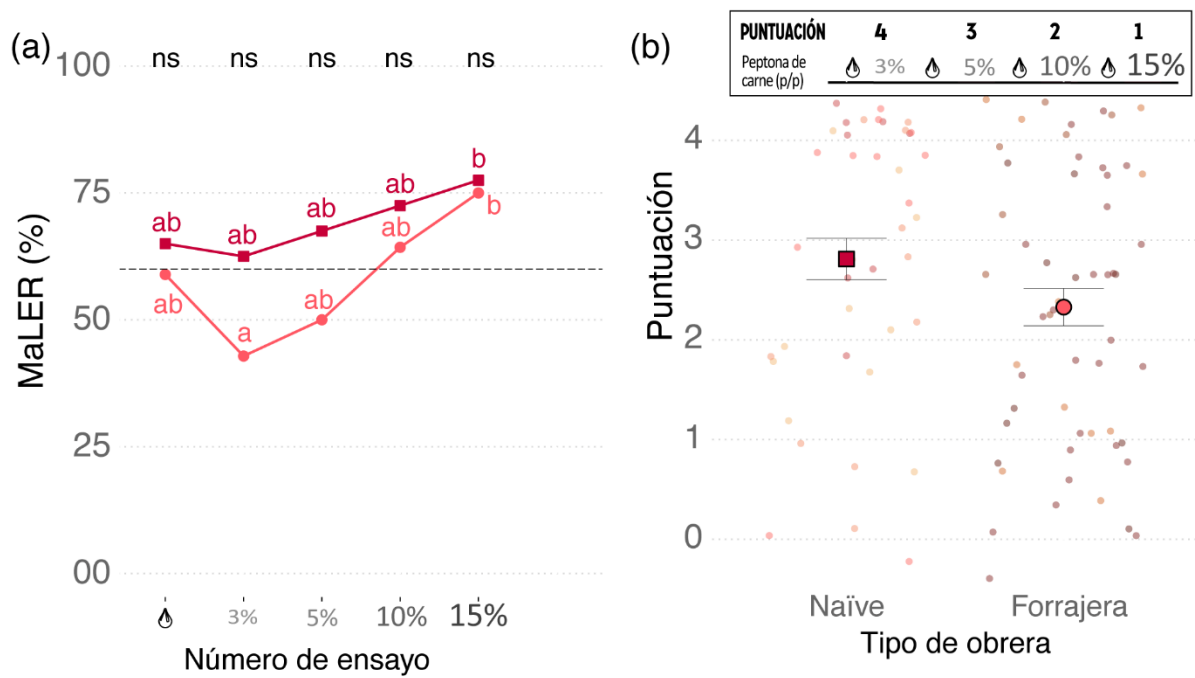 (a)
100
75
50
25
00
MaLER (%)
ns ns ns ns ns
ab ab ab ab b
ab a ab ab b
3% 5% 10% 15%
Número de ensayo
(b)
PUNTUACIÓN 4 3 2 1
Peptona de
carne (p/p)
3% 5% 10% 15%
4
3
2
1
0
Puntuación
Naïve Forrajera
Tipo de obrera